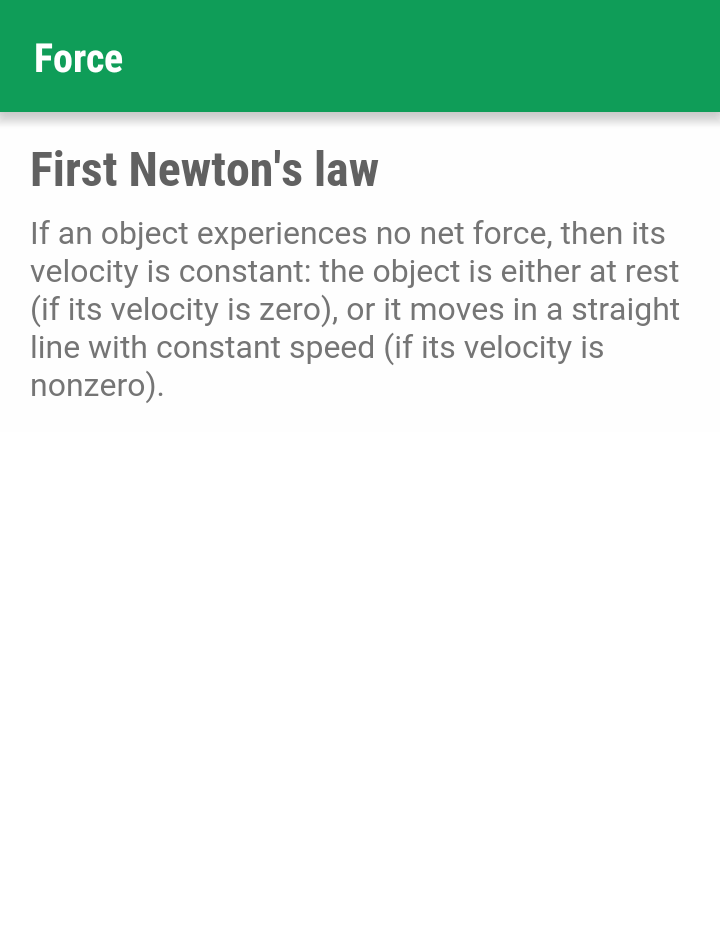 Force
First Newton's law
If an object experiences no net force, then its
velocity is constant: the object is either at rest
(if its velocity is zero), or it moves in a straight
line with constant speed (if its velocity is
nonzero).